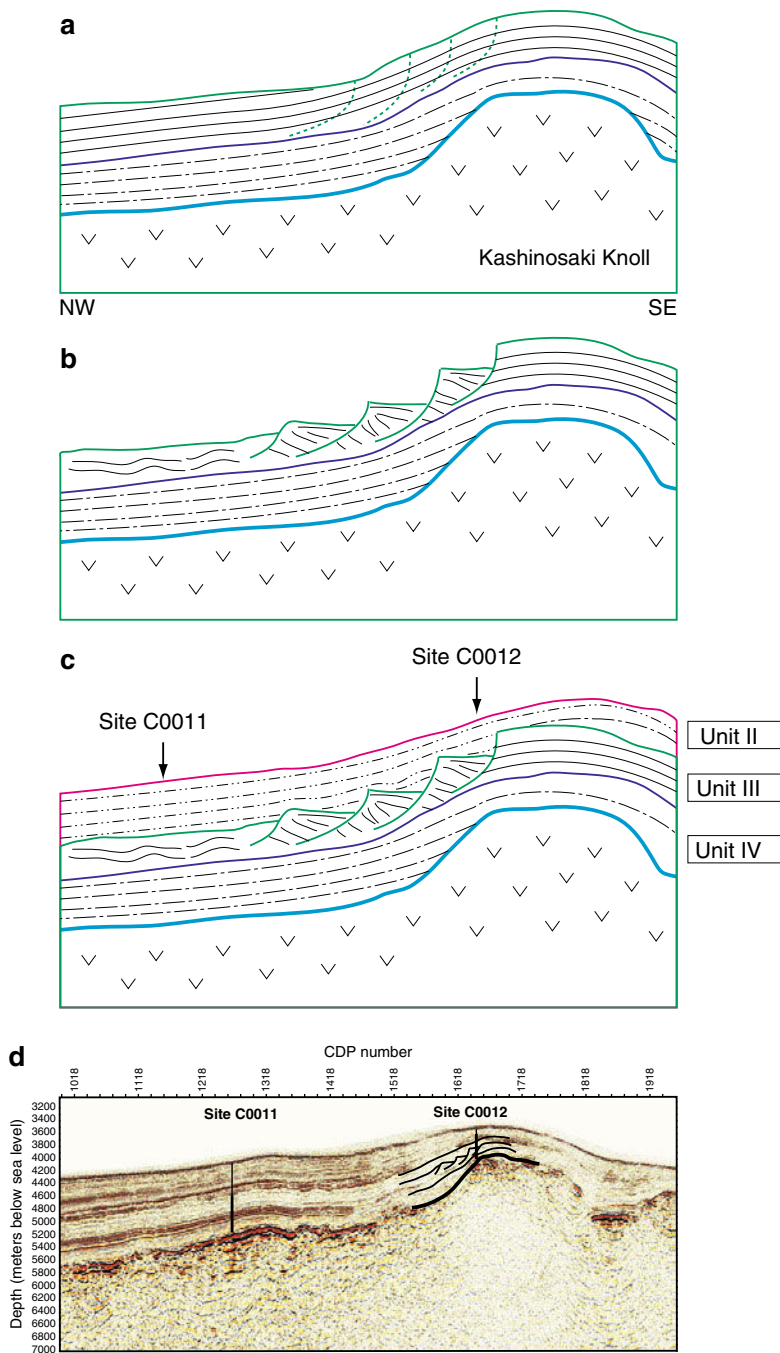 a
Kashinosaki Knoll
NW SE
b
c
Site C0012
Site C0011
Unit II
Unit III
Unit IV
d
CDP number
1018 1118 1218 1318 1418 1518 1618 1718 1818 1918
Site C0011 Site C0012
Depth (meters below sea level)
3200
3400
3600
3800
4000
4200
4400
4600
4800
5000
5200
5400
5600
5800
6000
6200
6400
6600
6800
7000